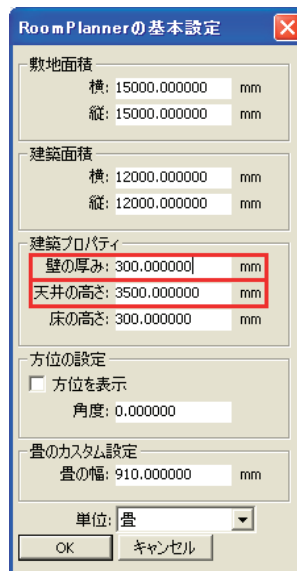 RoomPlannerの基本設定
敷地面積
横: 15000.000000 mm
縦: 15000.000000 mm
建築面積
横: 12000.000000 mm
縦: 12000.000000 mm
建築プロパティ
壁の厚み: 300.000000 mm
天井の高さ: 3500.000000 mm
床の高さ: 300.000000 mm
方位の設定
方位を表示
角度: 0.000000
畳のカスタム設定
畳の幅: 910.000000 mm
単位: 畳
OK キャンセル